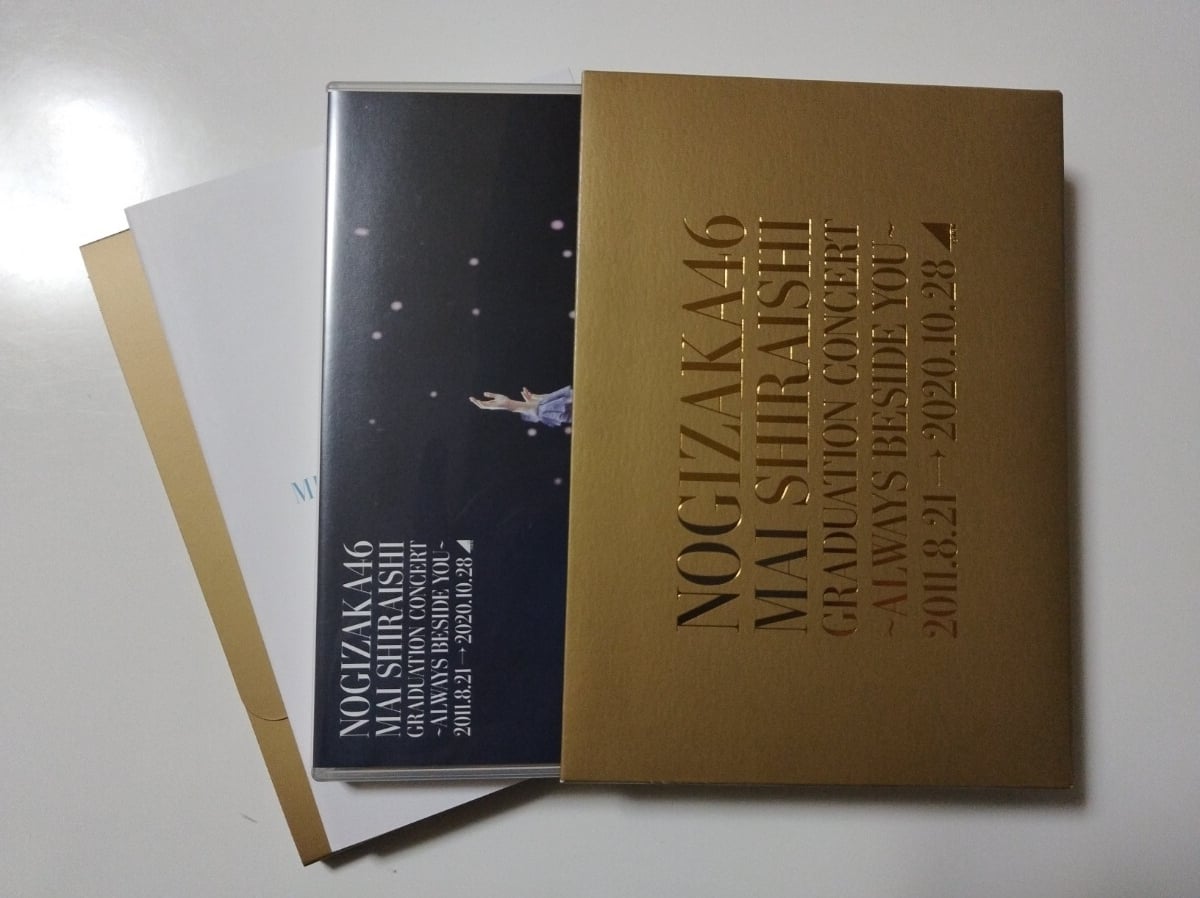 NOGIZAKA46
MAI SHIRAISHI
GRADUATION CONCERT
~ALWAYS BESIDE YOU~
2011.8.21→2020.10.28
NOGIZAKA46
MAI SHIRAISHI
GRADUATION CONCERT
~ALWAYS BESIDE YOU~
2011.8.21→2020.10.28